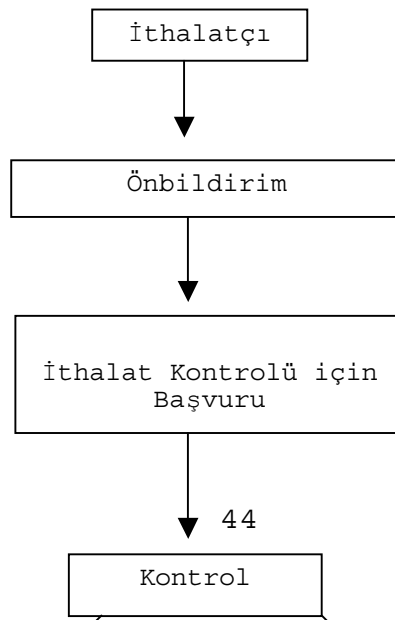 İthalatçı
Önbildirim
İthalat Kontrolü için
Başvuru
44
Kontrol